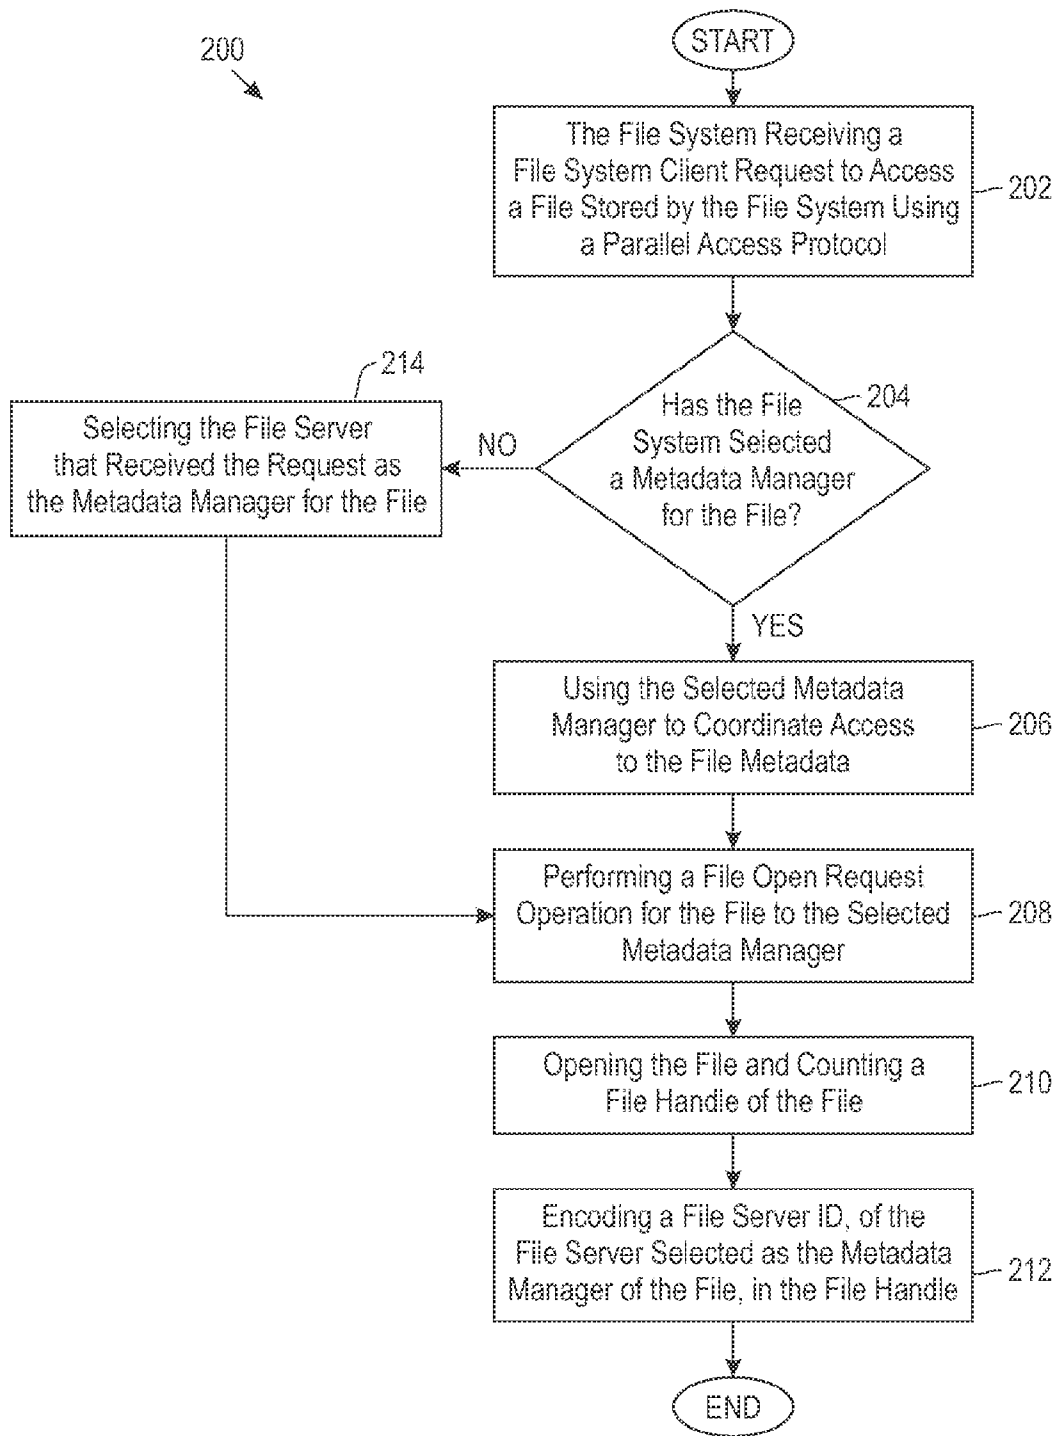 200
START
The File System Receiving a
File System Client Request to Access
a File Stored by the File System Using
a Parallel Access Protocol
202
Has the File
System Selected
a Metadata Manager
for the File?
204
NO
214
Selecting the File Server
that Received the Request as
the Metadata Manager for the File
YES
Using the Selected Metadata
Manager to Coordinate Access
to the File Metadata
206
Performing a File Open Request
Operation for the File to the Selected
Metadata Manager
208
Opening the File and Counting a
File Handle of the File
210
Encoding a File Server ID, of the
File Server Selected as the Metadata
Manager of the File, in the File Handle
212
END